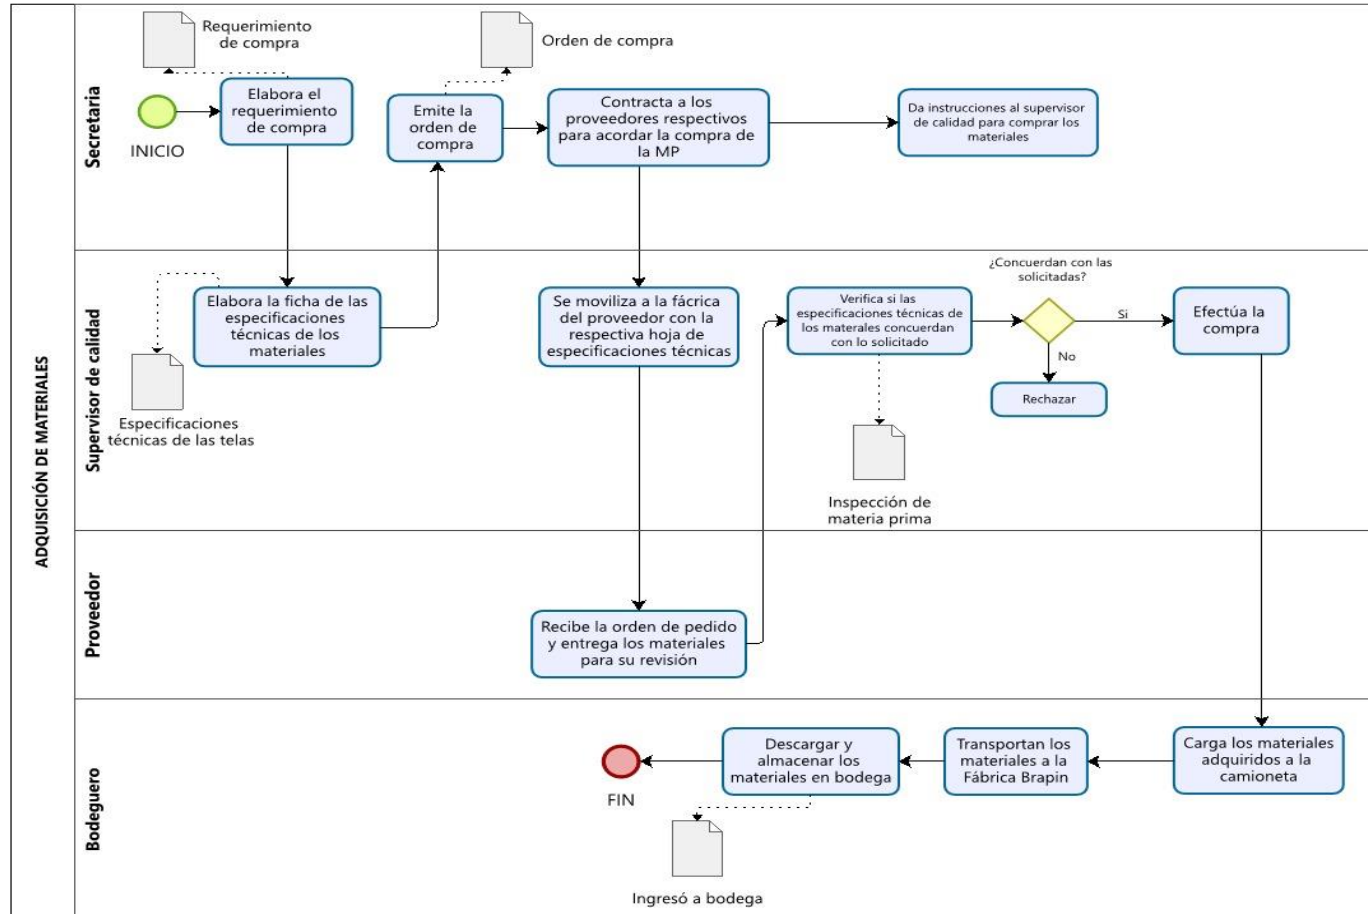 ADQUISICIÓN DE MATERIALES
Secretaria
Requerimiento
de compra
Orden de compra
INICIO
Elabora el
requerimiento
de compra
Emite la
orden de
compra
Contracta a los
proveedores respectivos
para acordar la compra de
la MP
Da instrucciones al supervisor
de calidad para comprar los
materiales
Supervisor de calidad
Elabora la ficha de las
especificaciones
técnicas de los
materiales
Especificaciones
técnicas de las telas
Se moviliza a la fácrica
del proveedor con la
respectiva hoja de
especificaciones técnicas
Verifica si las
especificaciones técnicas de
los materales concuerdan
con lo solicitado
Inspección de
materia prima
¿Concuerdan con las
solicitadas?
Si
No
Rechazar
Efectúa la
compra
Proveedor
Recibe la orden de pedido
y entrega los materiales
para su revisión
Bodeguero
FIN
Descargar y
almacenar los
materiales en bodega
Ingresó a bodega
Transportan los
materiales a la
Fábrica Brapin
Carga los materiales
adquiridos a la
camioneta